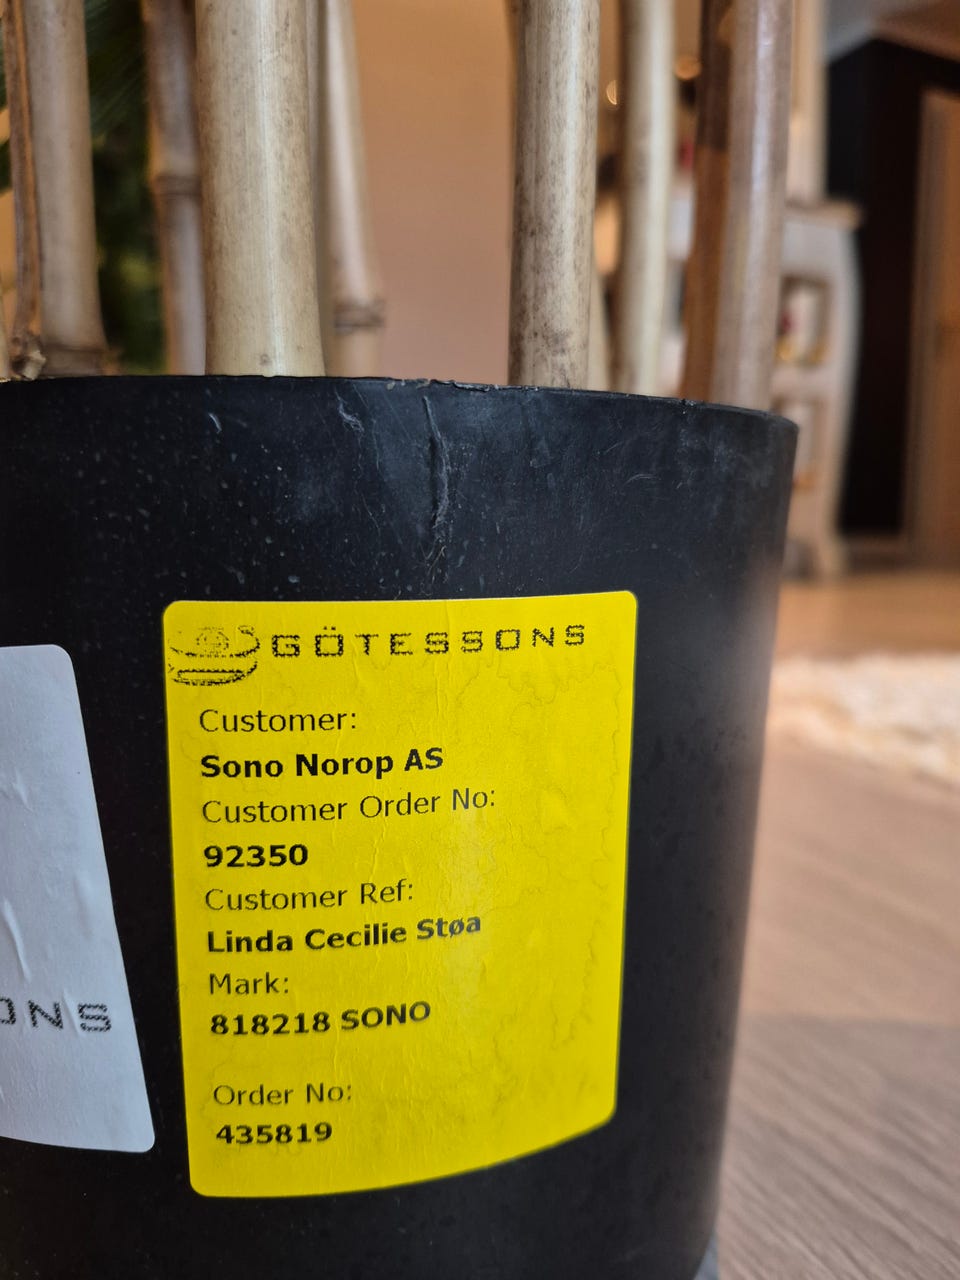 GÖTESSONS
Customer:
Sono Norop AS
Customer Order No:
92350
Customer Ref:
Linda Cecilie Støa
Mark:
818218 SONO
Order No:
435819
ONS